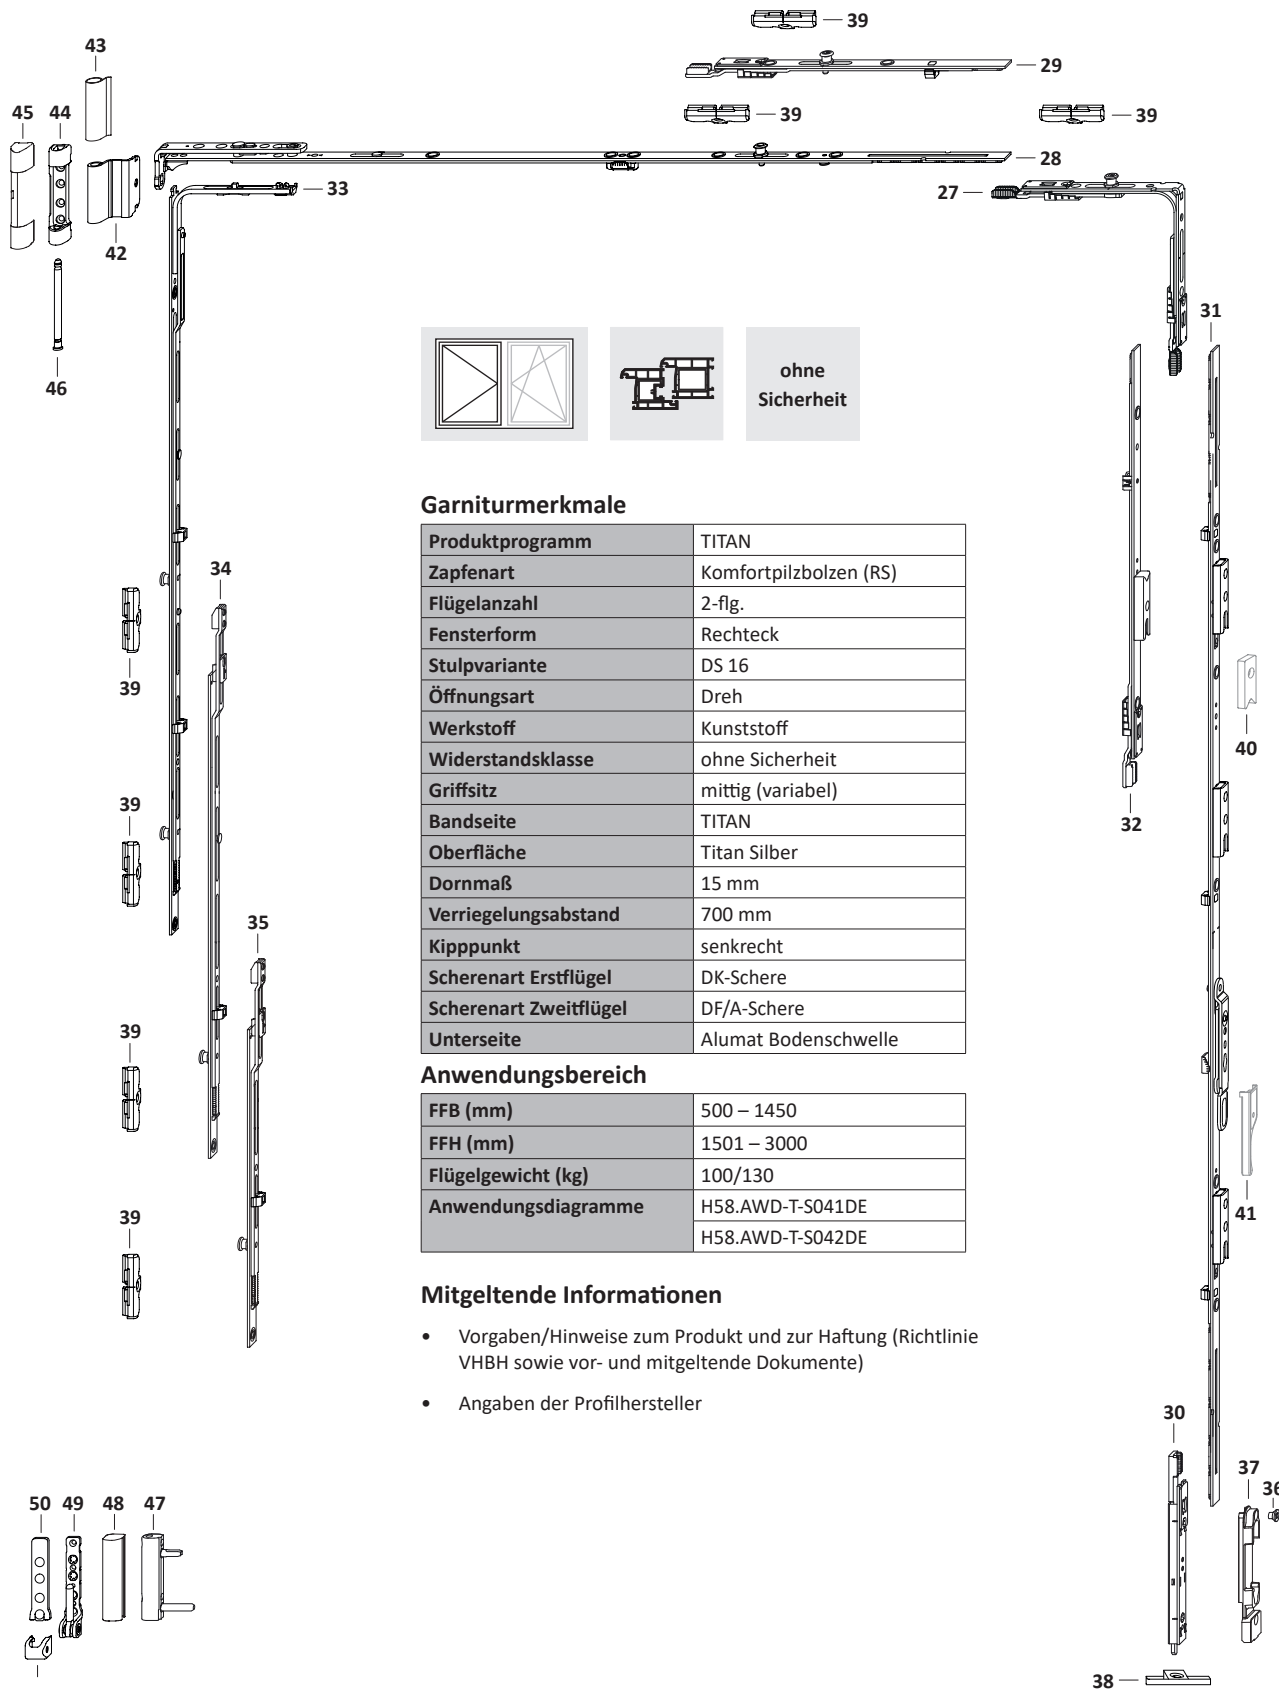 39
29
43
45 44
39
39
28
33
27
42
31
46
ohne
Sicherheit
Garniturmerkmale
Produktprogramm TITAN
Zapfenart Komfortpilzbolzen (RS)
Flügelanzahl 2-flg.
Fensterform Rechteck
Stulpvariante DS 16
Öffnungsart Dreh
Werkstoff Kunststoff
Widerstandsklasse ohne Sicherheit
Griffsitz mittig (variabel)
Bandseite TITAN
Oberfläche Titan Silber
Dornmaß 15 mm
Verriegelungsabstand 700 mm
Kipppunkt senkrecht
Scherenart Erstflügel DK-Schere
Scherenart Zweitflügel DF/A-Schere
Unterseite Alumat Bodenschwelle
34
39
40
39
32
35
39
41
39
Anwendungsbereich
FFB (mm) 500 – 1450
FFH (mm) 1501 – 3000
Flügelgewicht (kg) 100/130
Anwendungsdiagramme H58.AWD-T-S041DE
H58.AWD-T-S042DE
Mitgeltende Informationen
• Vorgaben/Hinweise zum Produkt und zur Haftung (Richtlinie
VHBH sowie vor- und mitgeltende Dokumente)
• Angaben der Profilhersteller
30
37
36
50 49 48 47
38